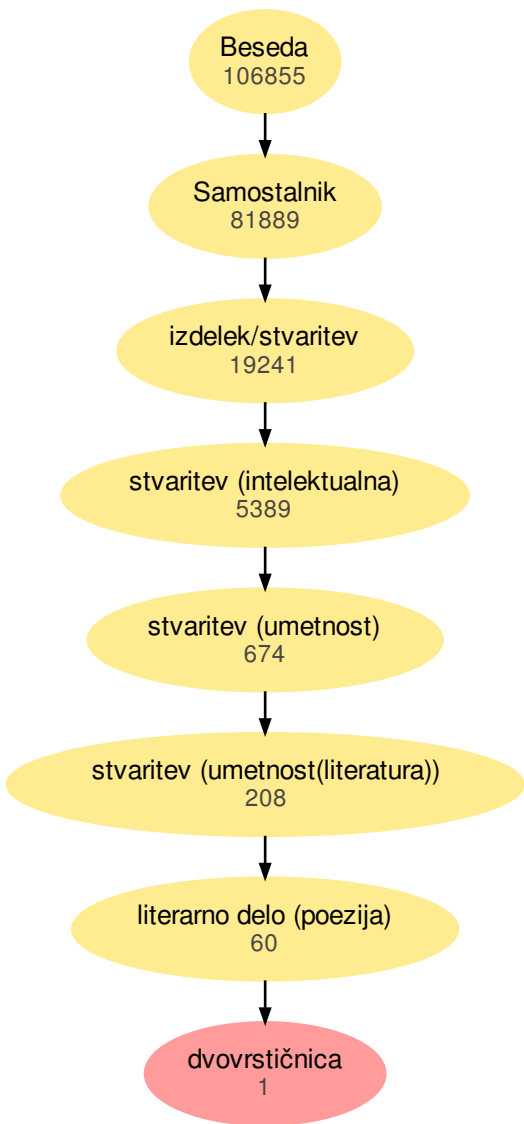 Beseda
106855
Samostalnik
81889
izdelek/stvaritev
19241
stvaritev (intelektualna)
5389
stvaritev (umetnost)
674
stvaritev (umetnost(literatura))
208
literarno delo (poezija)
60
dvovrstičnica
1